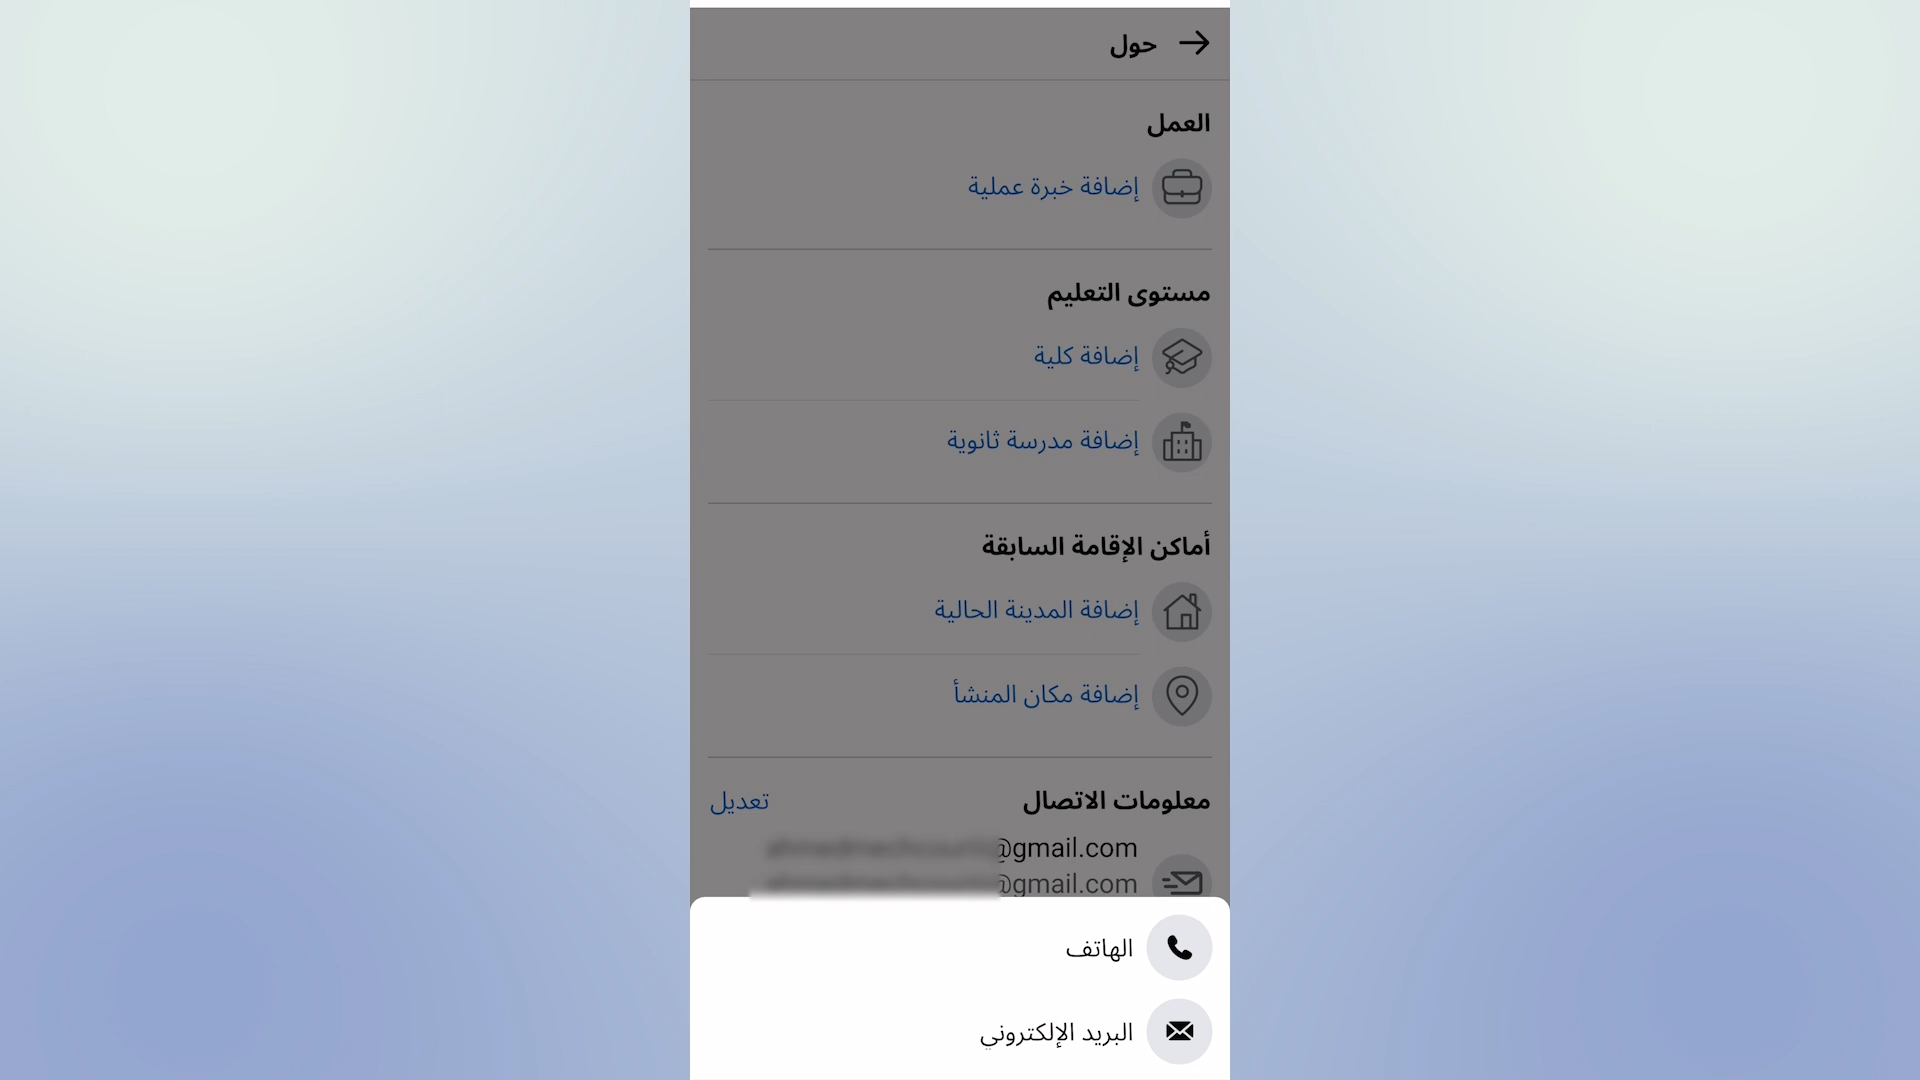 حول
العمل
إضافة خبرة عملية
مستوى التعليم
إضافة كلية
إضافة مدرسة ثانوية
أماكن الإقامة السابقة
إضافة المدينة الحالية
إضافة مكان المنشأ
معلومات الاتصال
تعديل
@gmail.com
@gmail.com
الهاتف
البريد الإلكتروني